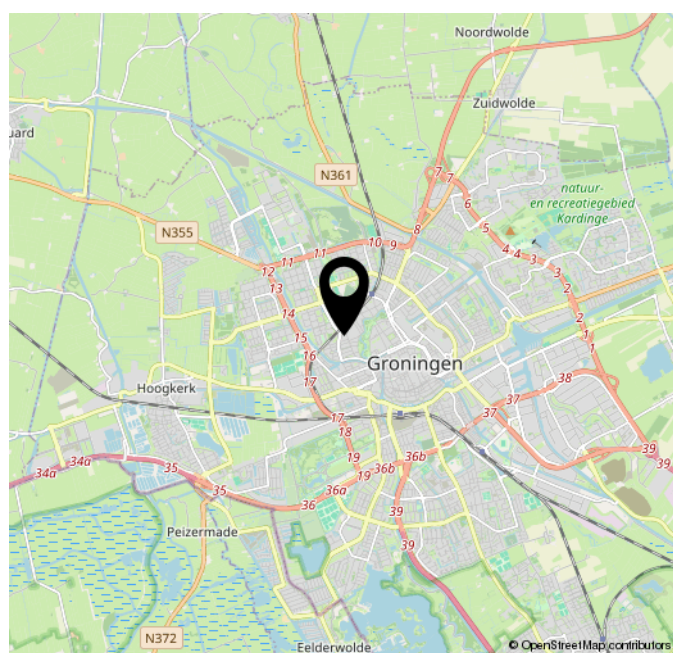 Noordwolde
Zuidwolde
uard
N361
7
7
natuur-
en recreatiegebied
Kardinge
6
N355
8
5
11
10
9
4
4
3
12
11
3
13
2
14
2
15
1
16
1
Groningen
17
38
Hoogkerk
37
17
37
18
39
34a
34a
35
19
36b
36b
19
39
35
36a
36
39
Peizermade
39
N372
Eelderwolde
© OpenStreetMap contributors